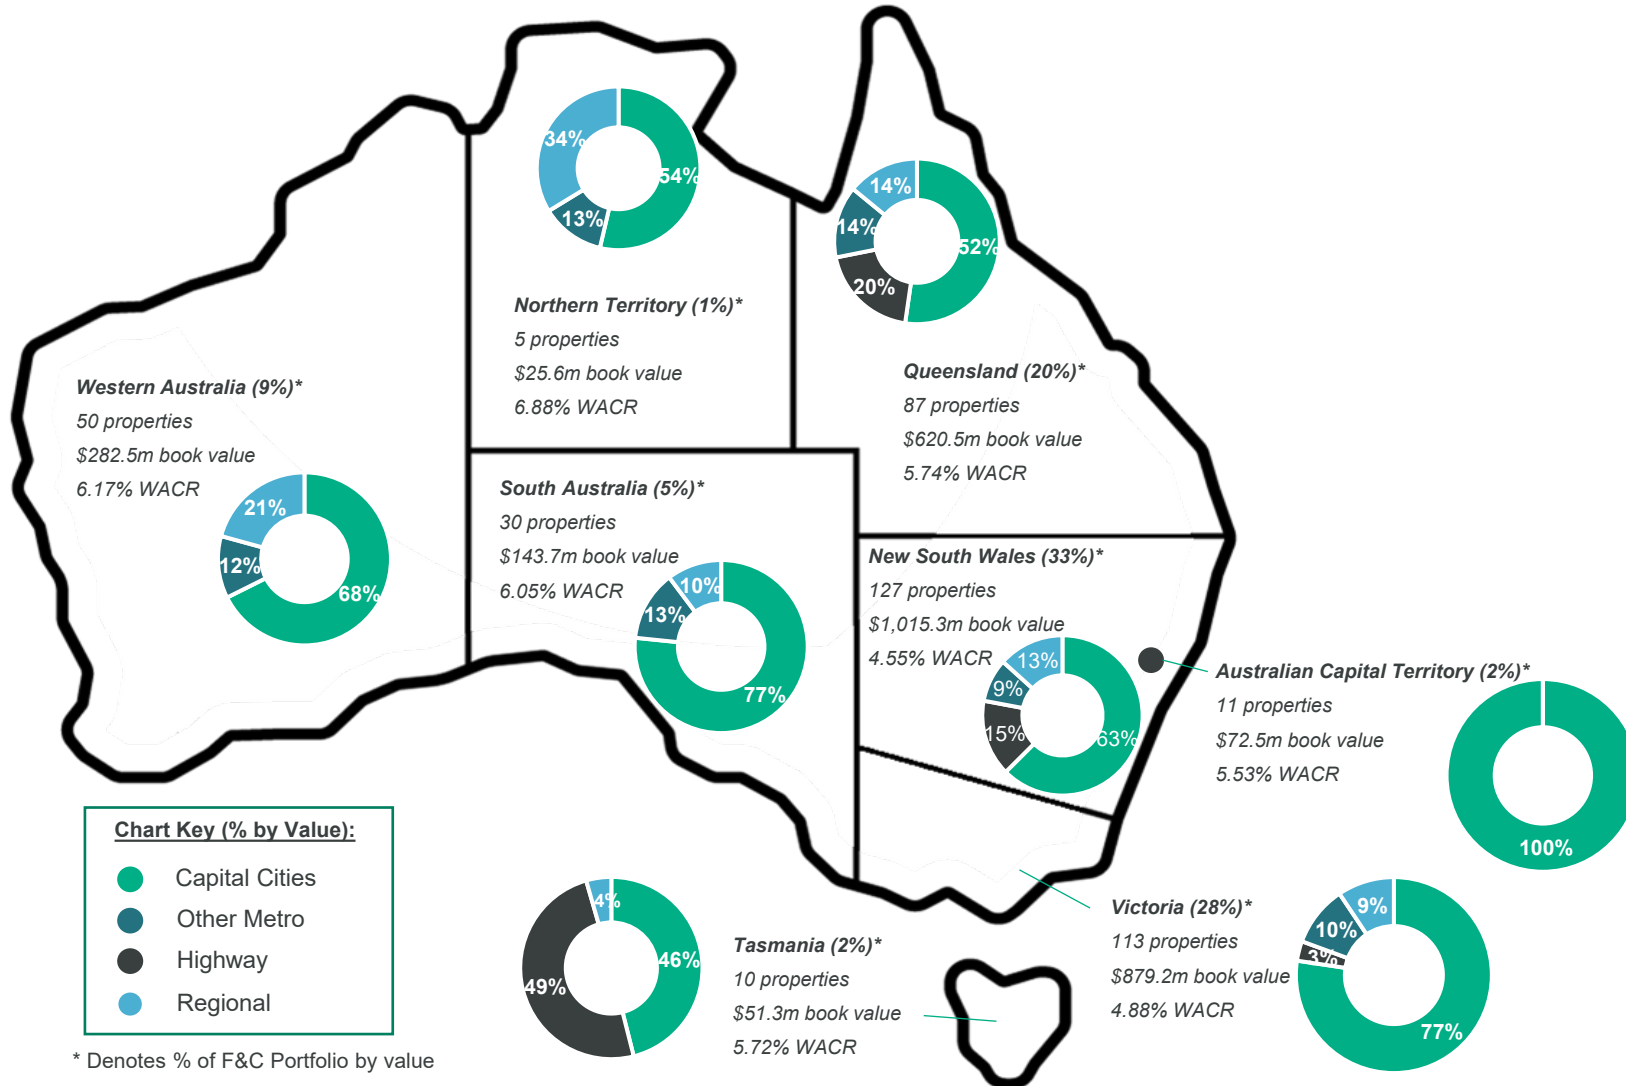 34%
54%
13%
Northern Territory (1%)*
5 properties
$25.6m book value
6.88% WACR
14%
14%
52%
20%
Queensland (20%)*
87 properties
$620.5m book value
5.74% WACR
Western Australia (9%)*
50 properties
$282.5m book value
6.17% WACR
21%
12%
68%
South Australia (5%)*
30 properties
$143.7m book value
6.05% WACR
10%
13%
77%
New South Wales (33%)*
127 properties
$1,015.3m book value
4.55% WACR
13%
9%
15%
63%
Australian Capital Territory (2%)*
11 properties
$72.5m book value
5.53% WACR
100%
Chart Key (% by Value):
Capital Cities
Other Metro
Highway
Regional
* Denotes % of F&C Portfolio by value
4%
46%
49%
Tasmania (2%)*
10 properties
$51.3m book value
5.72% WACR
Victoria (28%)*
113 properties
$879.2m book value
4.88% WACR
9%
10%
3%
77%